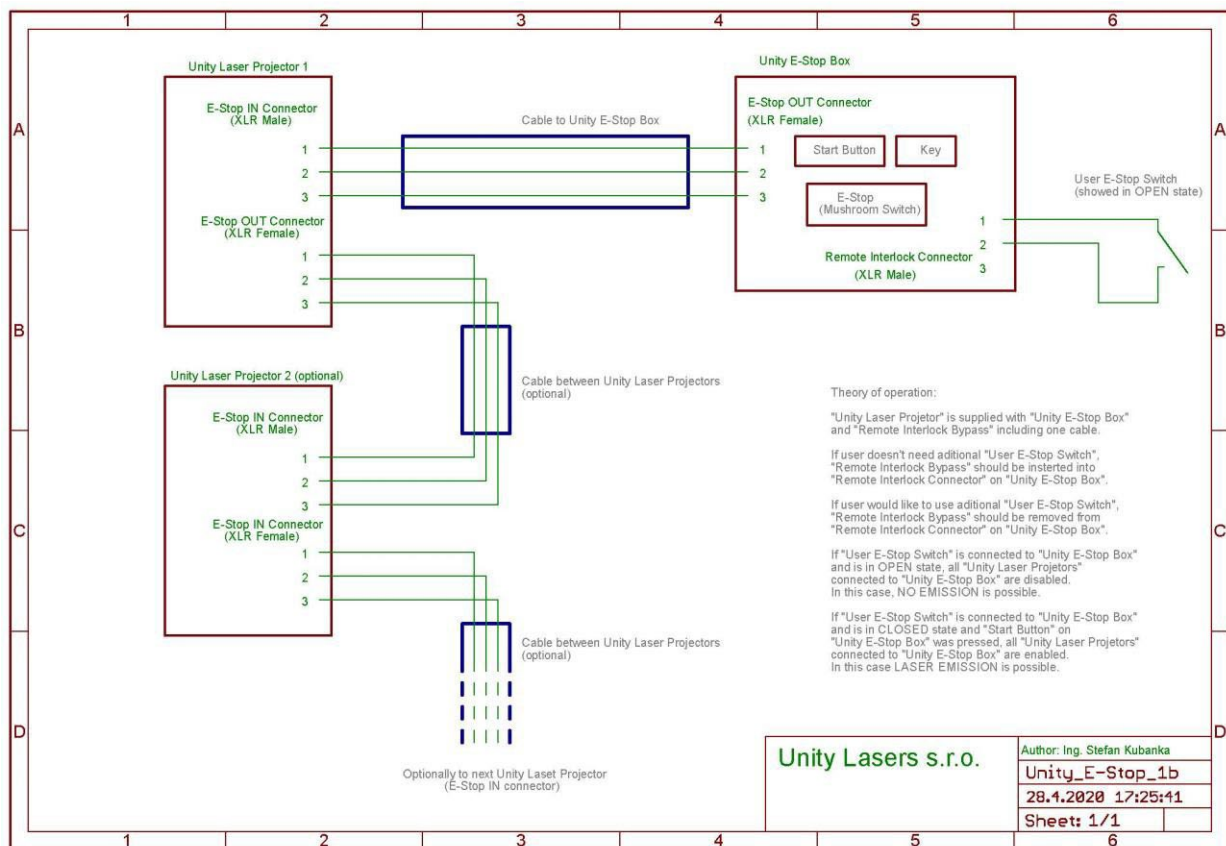 1 2 3 4 5 6
A
B
C
D
A
B
C
D
1 2 3 4 5 6
Unity Laser Projector 1
E-Stop IN Connector
(XLR Male)
1
2
3
E-Stop OUT Connector
(XLR Female)
1
2
3
Cable to Unity E-Stop Box
Unity E-Stop Box
E-Stop OUT Connector
(XLR Female)
1
2
3
Start Button
Key
E-Stop
(Mushroom Switch)
1
2
3
Remote Interlock Connector
(XLR Male)
User E-Stop Switch
(showed in OPEN state)
Cable between Unity Laser Projectors
(optional)
Unity Laser Projector 2 (optional)
E-Stop IN Connector
(XLR Male)
1
2
3
E-Stop IN Connector
(XLR Female)
1
2
3
Cable between Unity Laser Projectors
(optional)
Optionally to next Unity Laset Projector
(E-Stop IN connector)
Theory of operation:
"Unity Laser Projetor" is supplied with "Unity E-Stop Box"
and "Remote Interlock Bypass" including one cable.
If user doesn't need aditional "User E-Stop Switch",
"Remote Interlock Bypass" should be insterted into
"Remote Interlock Connector" on "Unity E-Stop Box".
If user would like to use aditional "User E-Stop Switch",
"Remote Interlock Bypass" should be removed from
"Remote Interlock Connector" on "Unity E-Stop Box".
If "User E-Stop Switch" is connected to "Unity E-Stop Box"
and is in OPEN state, all "Unity Laser Projetors"
connected to "Unity E-Stop Box" are disabled.
In this case, NO EMISSION is possible.
If "User E-Stop Switch" is connected to "Unity E-Stop Box"
and is in CLOSED state and "Start Button" on
"Unity E-Stop Box" was pressed, all "Unity Laser Projetors"
connected to "Unity E-Stop Box" are enabled.
In this case LASER EMISSION is possible.
Unity Lasers s.r.o.
Author: Ing. Stefan Kubanka
Unity_E-Stop_1b
28.4.2020 17:25:41
Sheet: 1/1